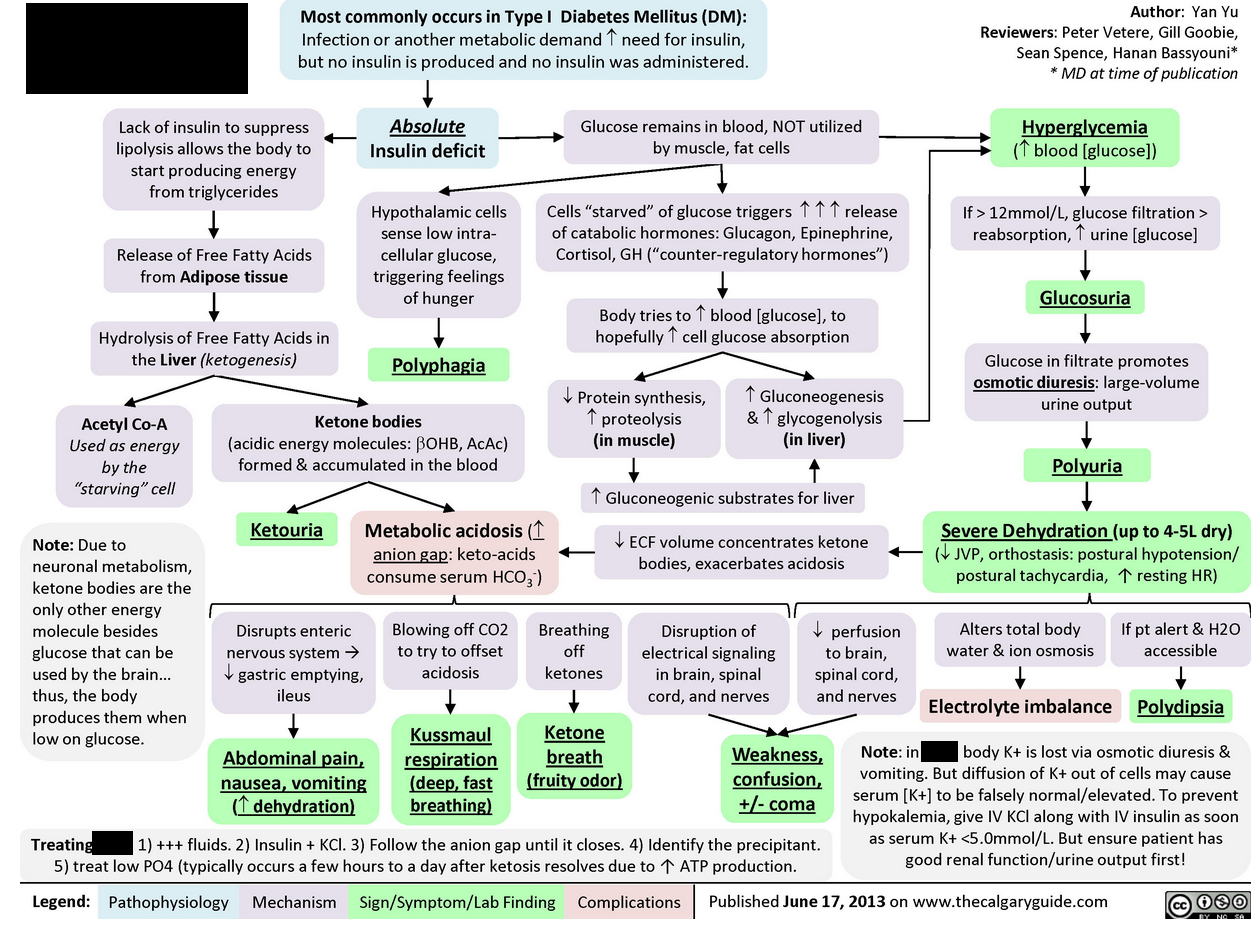 Most commonly occurs in Type I Diabetes Mellitus (DM):
Infection or another metabolic demand ↑ need for insulin,
but no insulin is produced and no insulin was administered.
Author: Yan Yu
Reviewers: Peter Vetere, Gill Goobie,
Sean Spence, Hanan Bassyouni*
* MD at time of publication
Lack of insulin to suppress
lipolysis allows the body to
start producing energy
from triglycerides
Absolute
Insulin deficit
Glucose remains in blood, NOT utilized
by muscle, fat cells
Hyperglycemia
(↑ blood [glucose])
Release of Free Fatty Acids
from Adipose tissue
Hydrolysis of Free Fatty Acids in
the Liver (ketogenesis)
Hypothalamic cells
sense low intra-
cellular glucose,
triggering feelings
of hunger
Polyphagia
Cells “starved” of glucose triggers ↑ ↑ ↑ release
of catabolic hormones: Glucagon, Epinephrine,
Cortisol, GH (“counter-regulatory hormones”)
Body tries to ↑ blood [glucose], to
hopefully ↑ cell glucose absorption
If > 12mmol/L, glucose filtration >
reabsorption, ↑ urine [glucose]
Glucosuria
Glucose in filtrate promotes
osmotic diuresis: large-volume
urine output
Polyuria
Acetyl Co-A
Used as energy
by the
“starving” cell
Ketone bodies
(acidic energy molecules: βOHB, AcAc)
formed & accumulated in the blood
↓ Protein synthesis,
↑ proteolysis
(in muscle)
↑ Gluconeogenesis
& ↑ glycogenolysis
(in liver)
↑ Gluconeogenic substrates for liver
Ketouria
Metabolic acidosis (↑
anion gap: keto-acids
consume serum HCO3-)
↓ ECF volume concentrates ketone
bodies, exacerbates acidosis
Severe Dehydration (up to 4-5L dry)
(↓ JVP, orthostasis: postural hypotension/
postural tachycardia, ↑ resting HR)
Note: Due to
neuronal metabolism,
ketone bodies are the
only other energy
molecule besides
glucose that can be
used by the brain...
thus, the body
produces them when
low on glucose.
Disrupts enteric
nervous system →
↓ gastric emptying,
ileus
Blowing off CO2
to try to offset
acidosis
Breathing
off
ketones
Disruption of
electrical signaling
in brain, spinal
cord, and nerves
↓ perfusion
to brain,
spinal cord,
and nerves
Alters total body
water & ion osmosis
If pt alert & H2O
accessible
Electrolyte imbalance
Polydipsia
Abdominal pain,
nausea, vomiting
(↑ dehydration)
Kussmaul
respiration
(deep, fast
breathing)
Ketone
breath
(fruity odor)
Weakness,
confusion,
+/- coma
Note: in body K+ is lost via osmotic diuresis &
vomiting. But diffusion of K+ out of cells may cause
serum [K+] to be falsely normal/elevated. To prevent
hypokalemia, give IV KCl along with IV insulin as soon
as serum K+ <5.0mmol/L. But ensure patient has
good renal function/urine output first!
Treating 1) +++ fluids. 2) Insulin + KCl. 3) Follow the anion gap until it closes. 4) Identify the precipitant.
5) treat low PO4 (typically occurs a few hours to a day after ketosis resolves due to ↑ ATP production.
Legend: Pathophysiology Mechanism Sign/Symptom/Lab Finding Complications Published June 17, 2013 on www.thecalgaryguide.com
cc BY NC SA